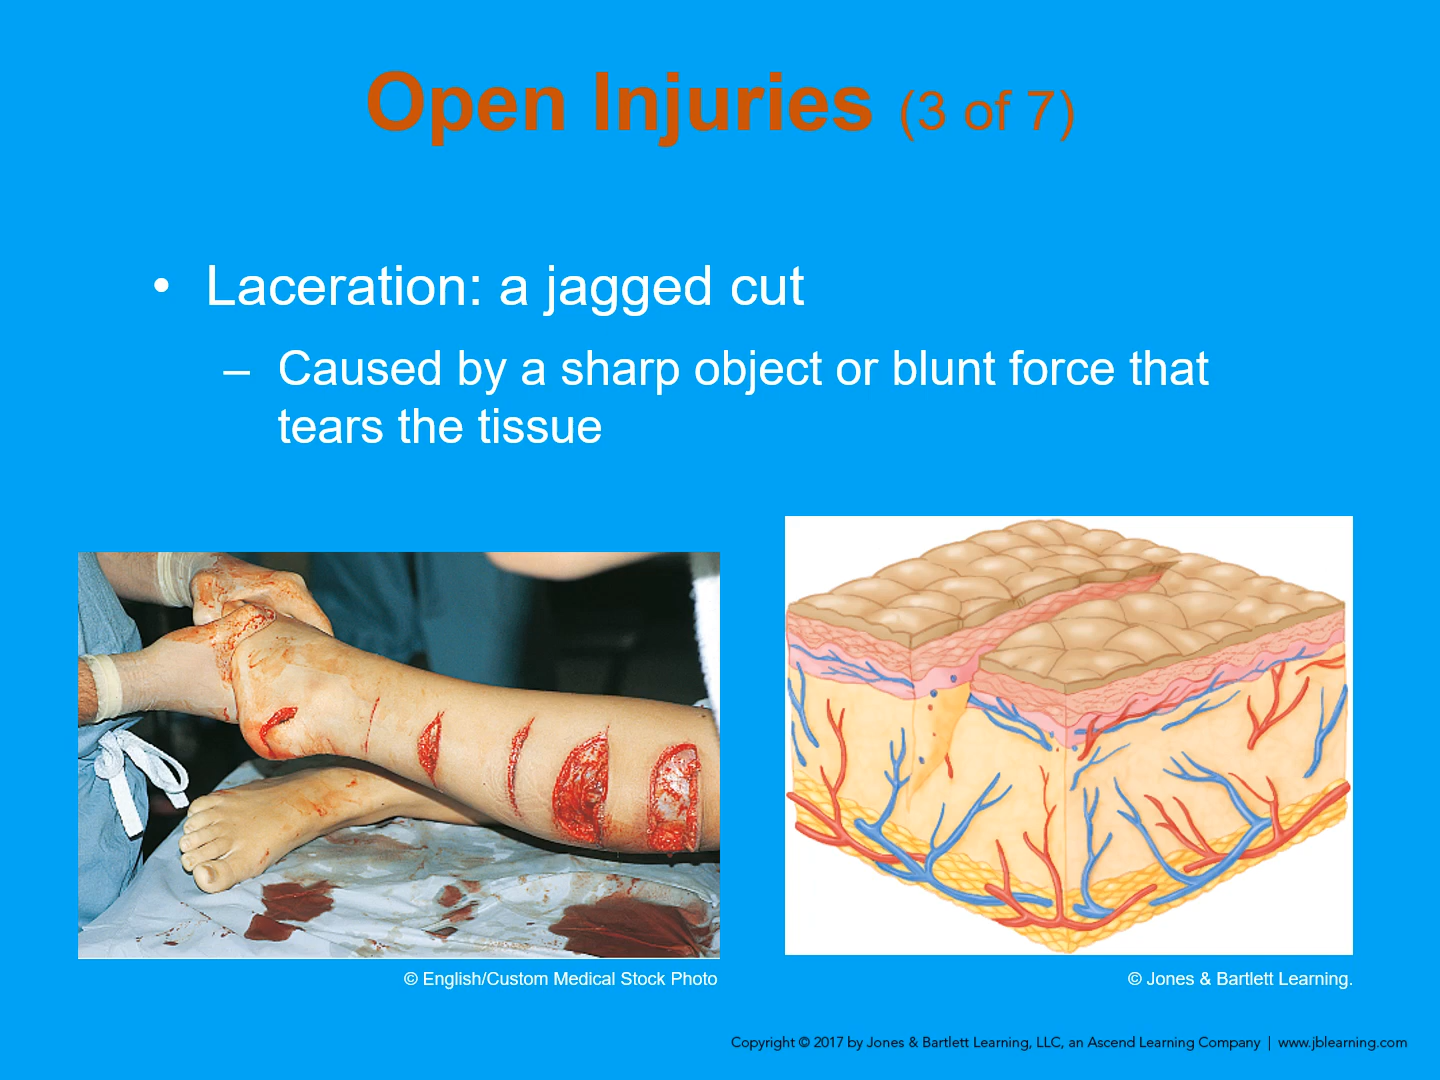 Open Injuries (3 of 7)
• Laceration: a jagged cut
– Caused by a sharp object or blunt force that
tears the tissue
© English/Custom Medical Stock Photo
© Jones & Bartlett Learning.
Copyright © 2017 by Jones & Bartlett Learning, LLC, an Ascend Learning Company | www.jblearning.com